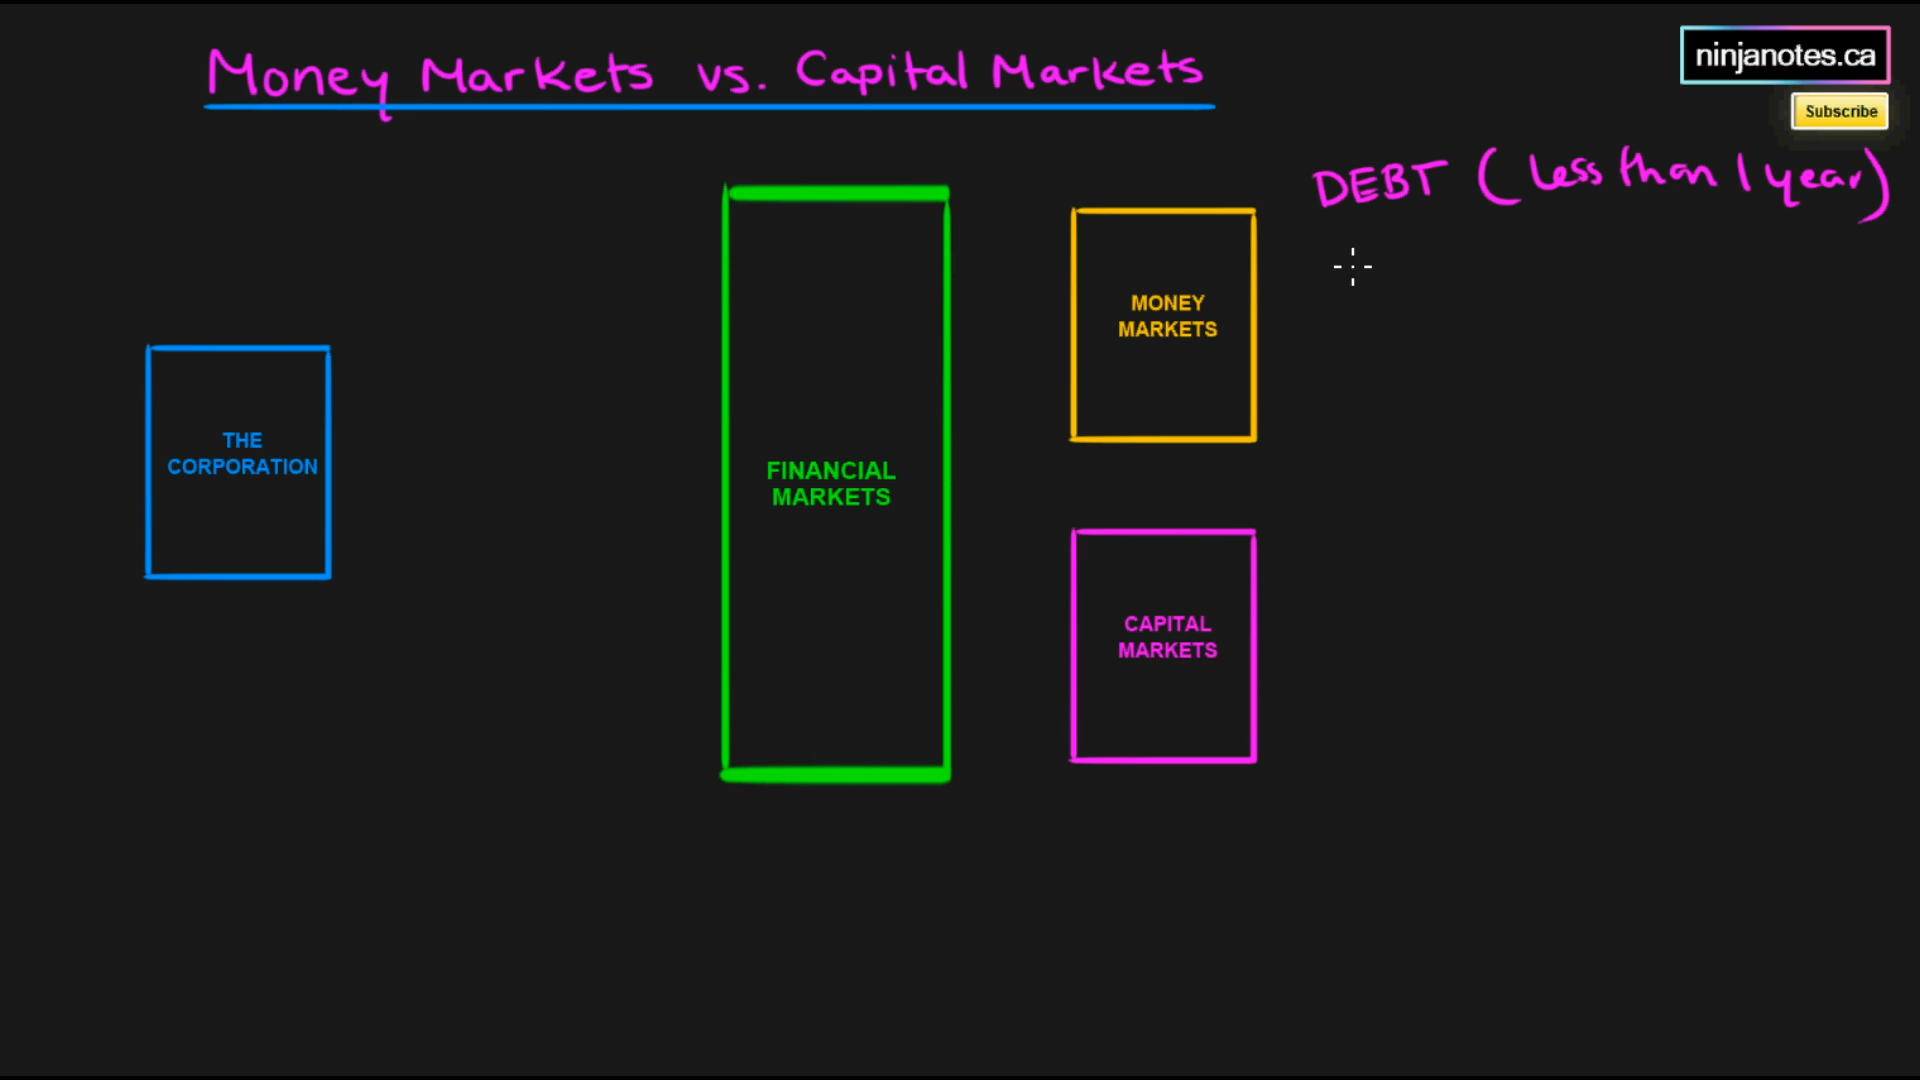 Money Markets vs. Capital Markets
ninjanotes.ca
Subscribe
DEBT (less than 1 year)
MONEY
MARKETS
THE
CORPORATION
FINANCIAL
MARKETS
CAPITAL
MARKETS